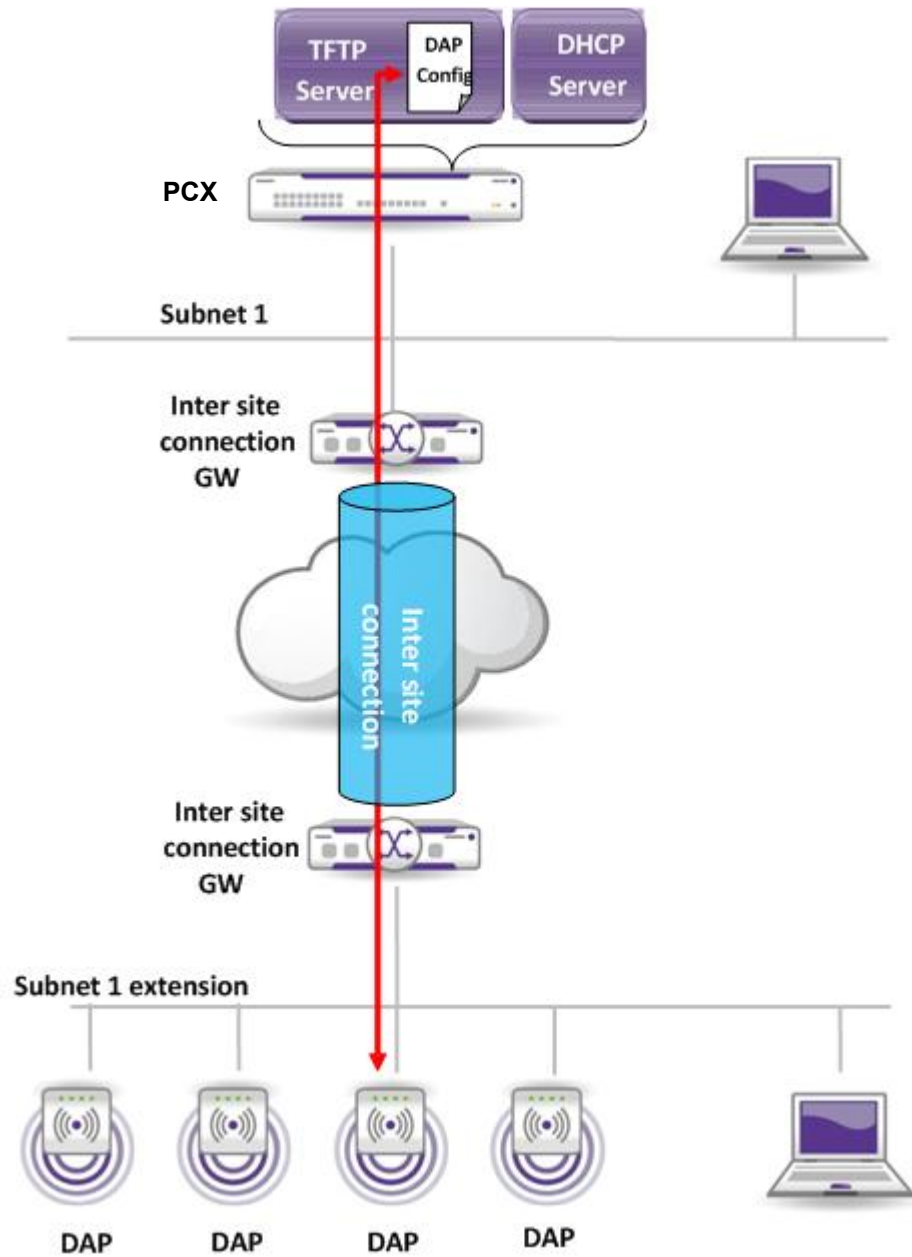 TFTP
Server
DAP
Config
DHCP
Server
PCX
Subnet 1
Inter site
connection
GW
Inter site
connection
Inter site
connection
GW
Subnet 1 extension
DAP
DAP
DAP
DAP